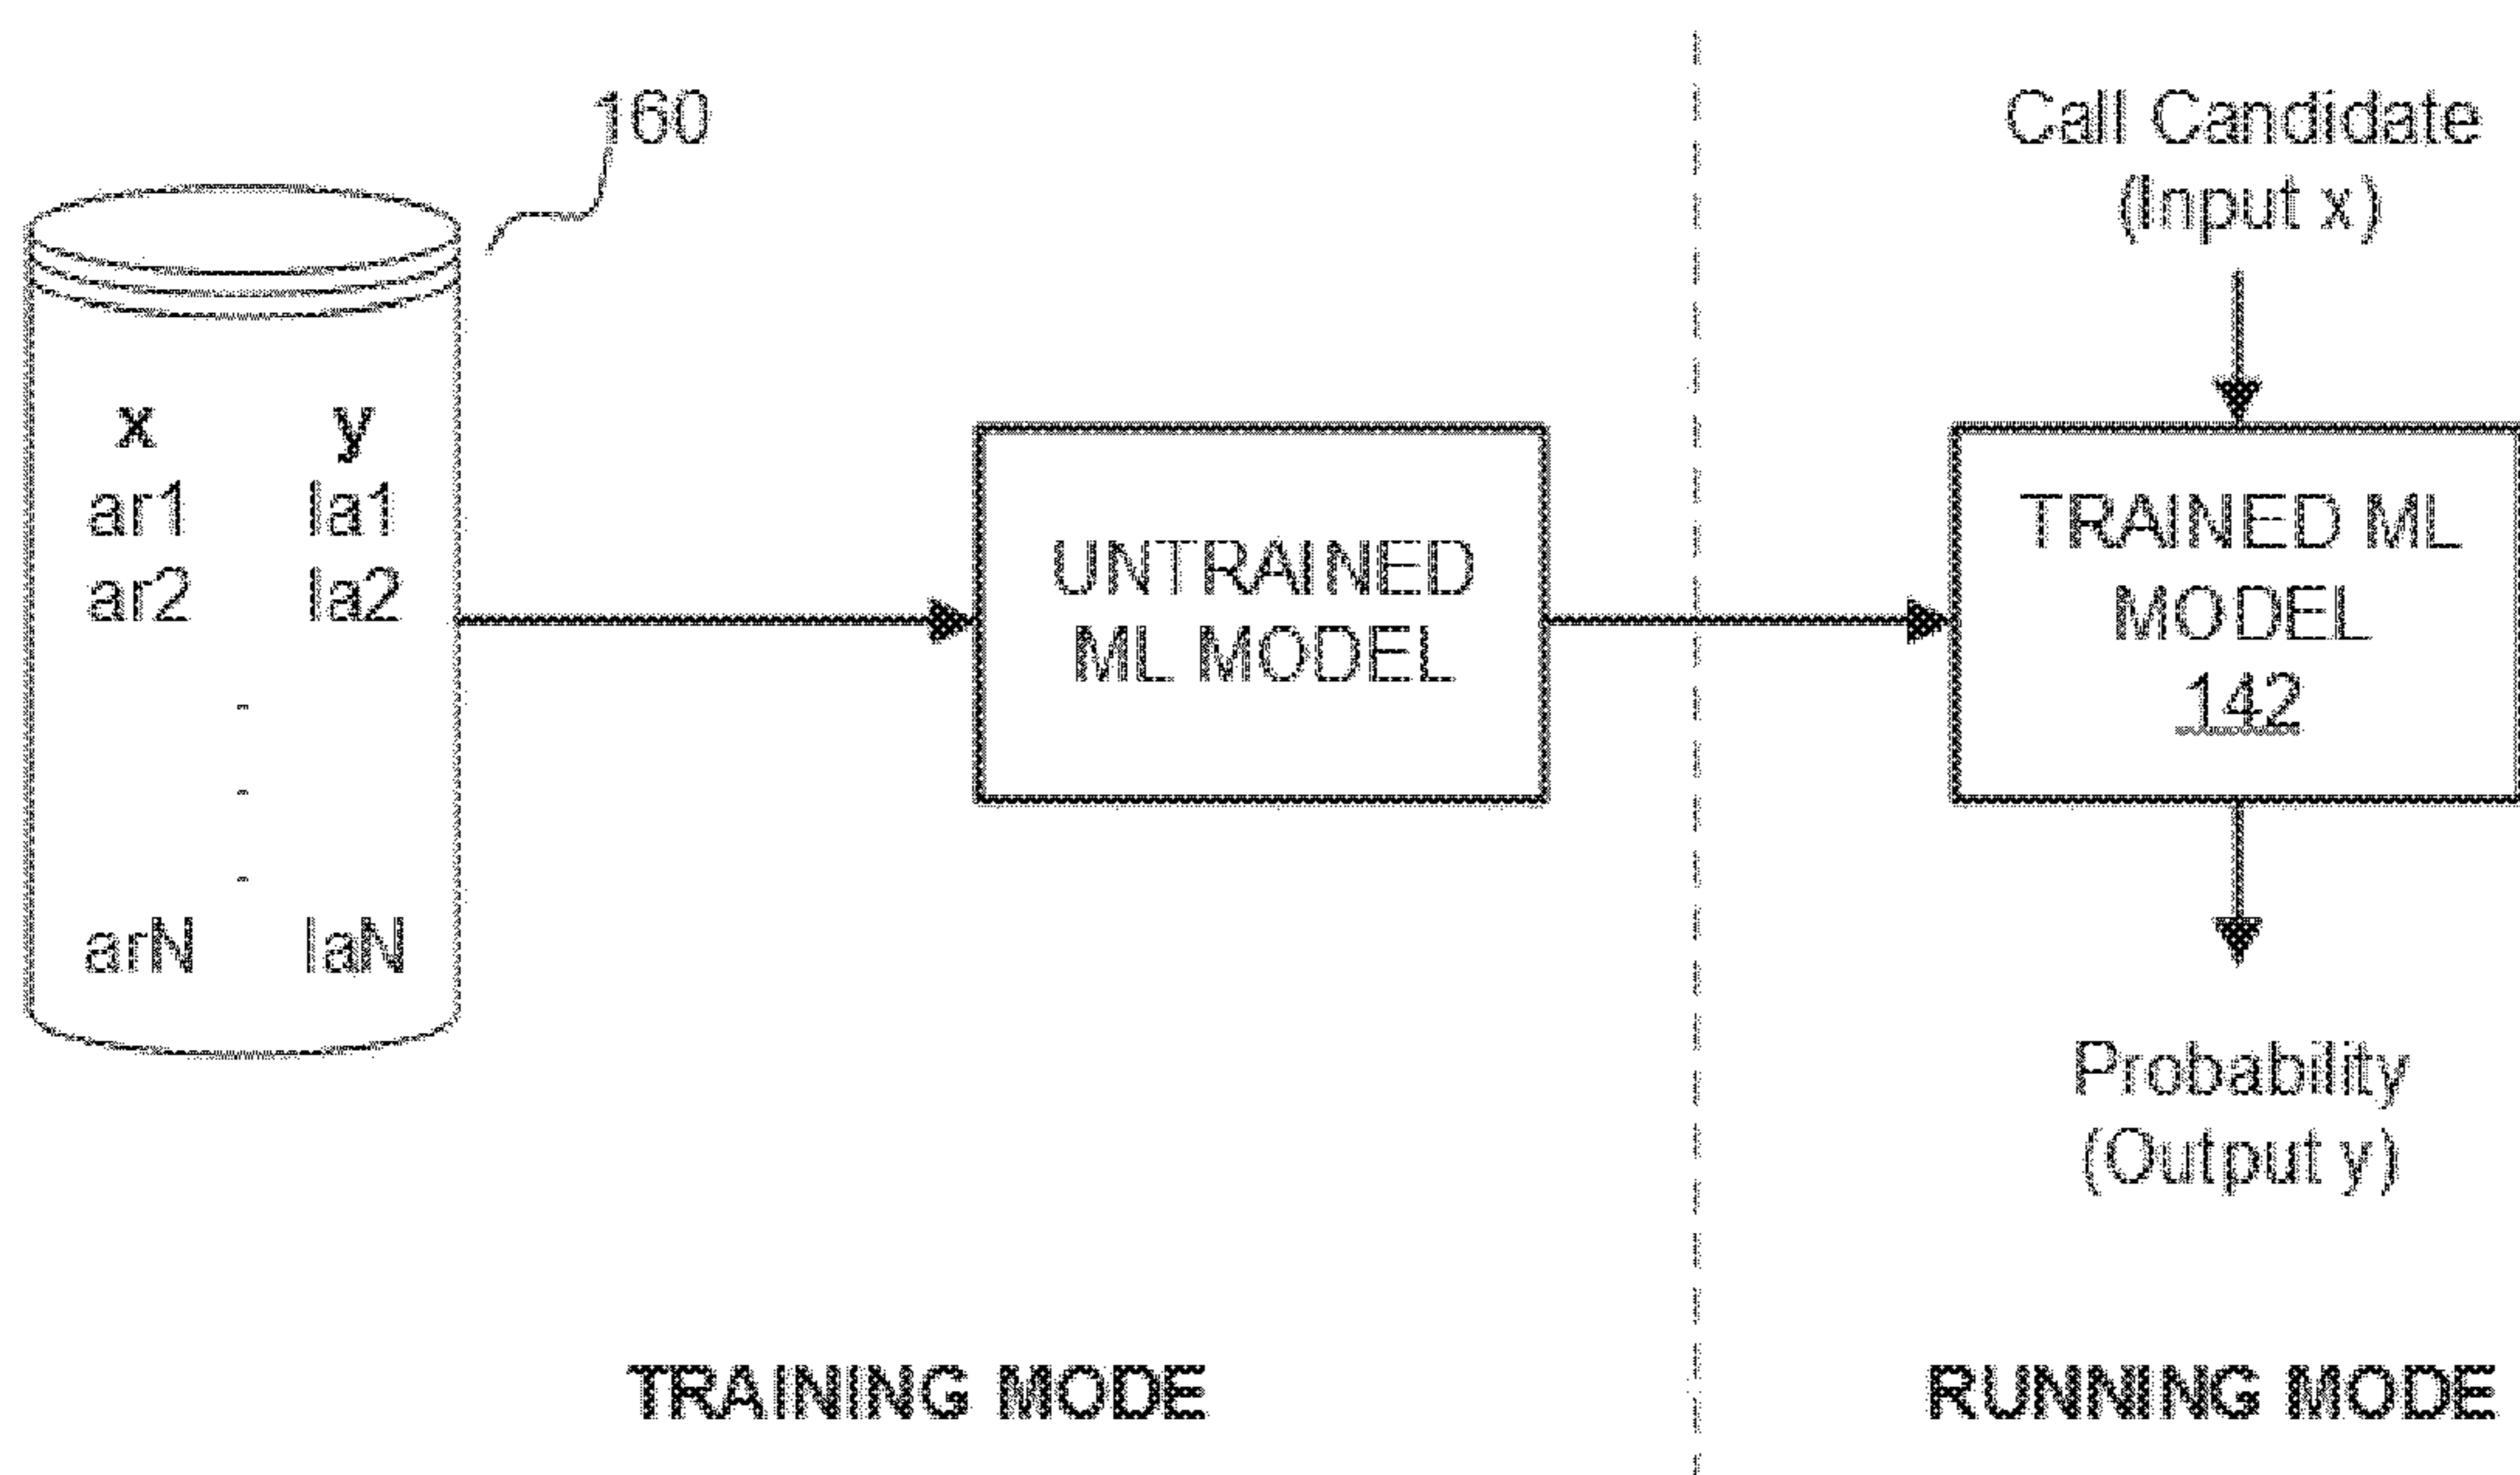 160
x y
ar1 la1
ar2 la2
arN laN
UNTRAINED
ML MODEL
Call Candidate
(Input x)
TRAINED ML
MODEL
142
Probability
(Output y)
TRAINING MODE
RUNNING MODE